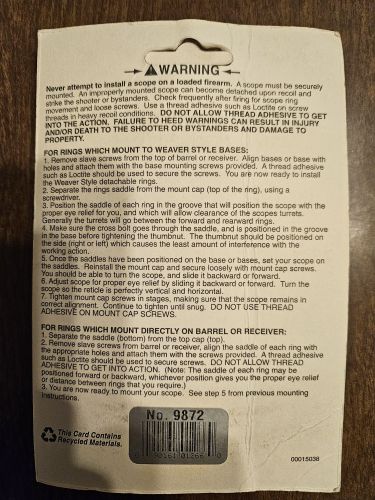 WARNING
Never attempt to install a scope on a loaded firearm. A scope must be securely
mounted. An improperly mounted scope can become detached upon recoil and
strike the shooter or bystanders. Check frequently after firing for scope ring
movement and loose screws. Use a thread adhesive such as Loctite on screw
threads in heavy recoil conditions. DO NOT ALLOW THREAD ADHESIVE TO GET
INTO THE ACTION. FAILURE TO HEED WARNINGS CAN RESULT IN INJURY
AND/OR DEATH TO THE SHOOTER OR BYSTANDERS AND DAMAGE TO
PROPERTY.
FOR RINGS WHICH MOUNT TO WEAVER STYLE BASES:
1. Remove slave screws from the top of barrel or receiver. Align bases or base with
holes and attach them with the base mounting screws provided. A thread adhesive
such as Loctite should be used to secure the screws. You are now ready to install
the Weaver Style detachable rings.
2. Separate the rings saddle from the mount cap (top of the ring), using a
screwdriver.
3. Position the saddle of each ring in the groove that will position the scope with the
proper eye relief for you, and which will allow clearance of the scopes turrets.
Generally the turrets will go between the forward and rearward rings.
4. Make sure the cross bolt goes through the saddle, and is positioned in the groove
in the base before tightening the thumbnut. The thumbnut should be positioned on
the side (right or left) which causes the least amount of interference with the
working action.
5. Once the saddles have been positioned on the base or bases, set your scope on
the saddles. Reinstall the mount cap and secure loosely with mount cap screws.
You should be able to turn the scope, and slide it backward or forward.
6. Adjust scope for proper eye relief by sliding it backward or forward. Turn the
scope so the reticle is perfectly vertical and horizontal.
7. Tighten mount cap screws in stages, making sure that the scope remains in
correct alignment. Continue to tighten until snug. DO NOT USE THREAD
ADHESIVE ON MOUNT CAP SCREWS.
FOR RINGS WHICH MOUNT DIRECTLY ON BARREL OR RECEIVER:
1. Separate the saddle (bottom) from the top cap (top).
2. Remove slave screws from barrel or receiver, align the saddle of each ring with
the appropriate holes and attach them with the screws provided. A thread adhesive
such as Loctite should be used to secure screws. DO NOT ALLOW THREAD
ADHESIVE TO GET INTO ACTION. (Note: The saddle of each ring may be
positioned forward or backward, whichever position gives you the proper eye relief
or distance between rings that you require.)
3. You are now ready to mount your scope. See step 5 from previous mounting
instructions.
No. 9872
This Card Contains
Recycled Materials.
00015038